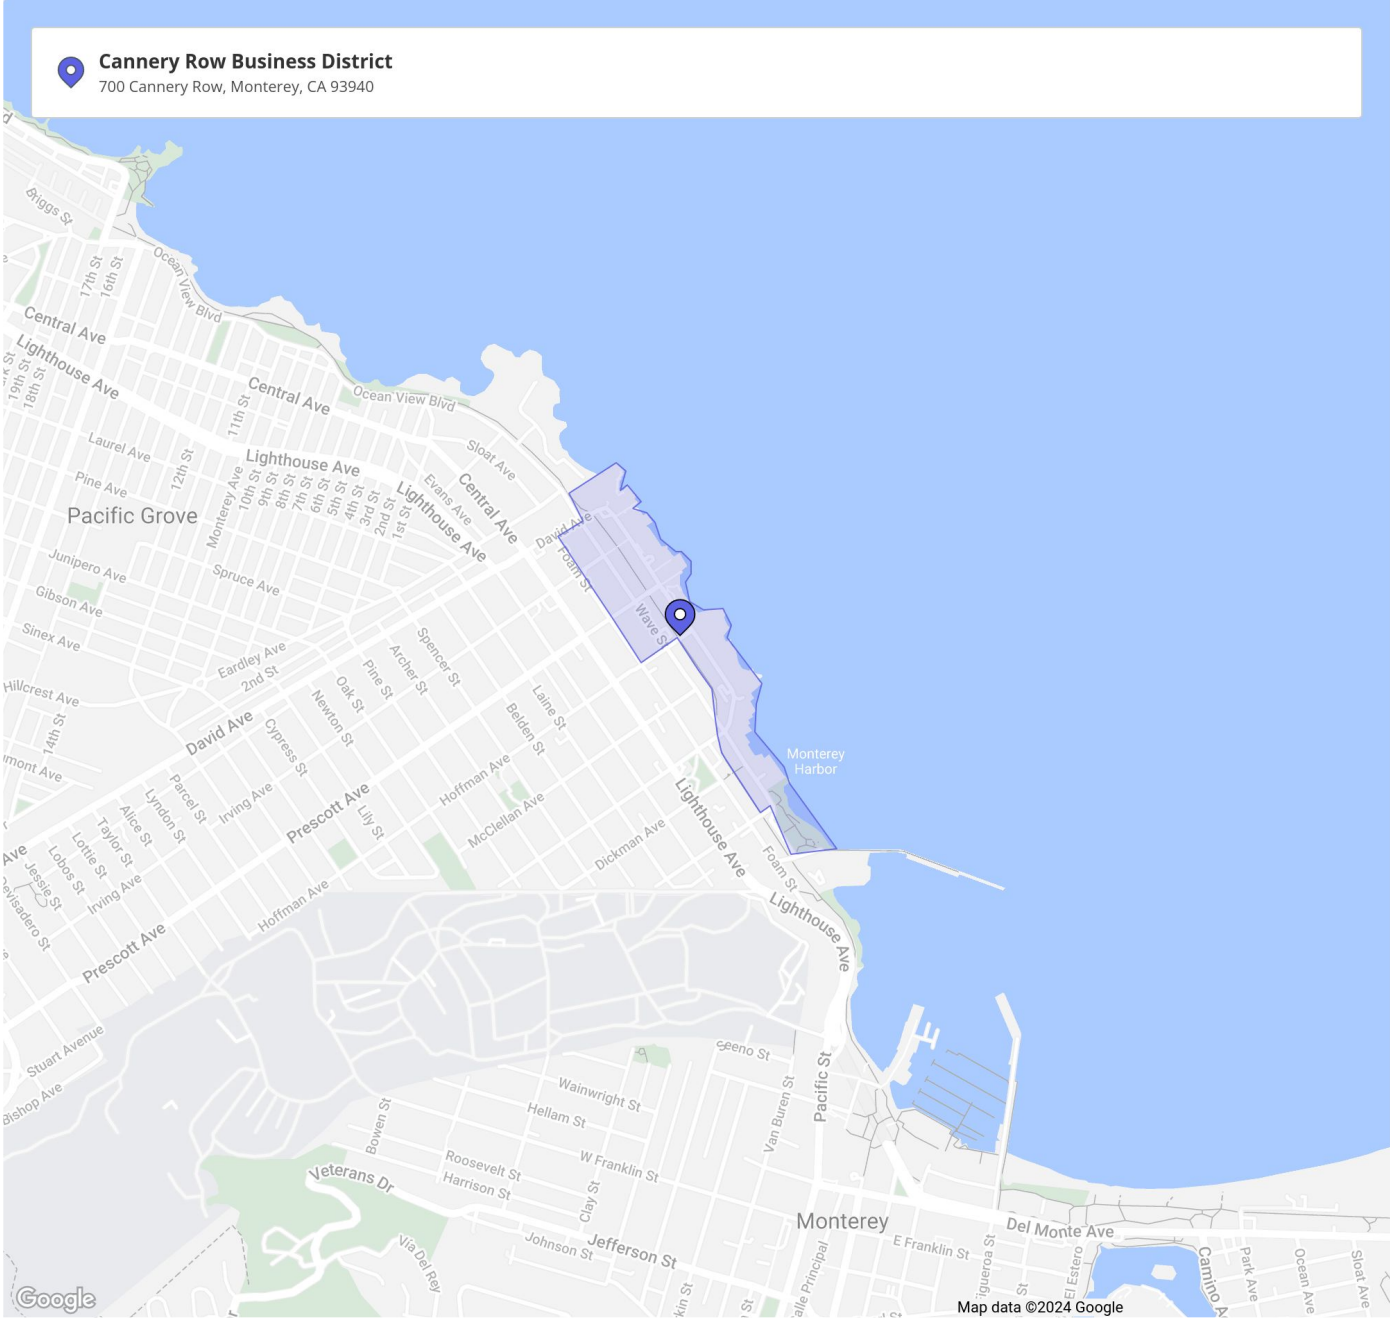 Cannery Row Business District
700 Cannery Row, Monterey, CA 93940
Briggs St
17th St
16th St
Ocean View Blvd
Central Ave
Lighthouse Ave
19th St
18th St
Central Ave
Ocean View Blvd
11th St
Laurel Ave
Lighthouse Ave
Sloat Ave
12th St
Pine Ave
Monterey Ave
10th St
9th St
8th St
7th St
6th St
5th St
4th St
3rd St
2nd St
1st St
Evans Ave
Central Ave
Lighthouse Ave
Pacific Grove
David Ave
Foam St
Junipero Ave
Spruce Ave
Gibson Ave
Wave St
Sinex Ave
Eardley Ave
2nd St
Spencer St
Archer St
Pine St
Oak St
Newton St
Hillcrest Ave
14th St
David Ave
Cypress St
Laine St
Belden St
Monterey
Harbor
Hoffman Ave
Parcel St
Irving Ave
Prescott Ave
Lyndon St
Alice St
Taylor St
Lottie St
Lobos St
Jessie St
Lily St
McClellan Ave
Lighthouse Ave
Dickman Ave
Foam St
Ave
Irving Ave
Hoffman Ave
Lighthouse Ave
Prescott Ave
Stuart Avenue
Bishop Ave
Seeno St
Pacific St
Van Buren St
Wainwright St
Hellam St
Bowen St
W Franklin St
Roosevelt St
Harrison St
Veterans Dr
Clay St
Johnson St
Jefferson St
Via Del Rey
Monterey
E Franklin St
Del Monte Ave
El Estero
Park Ave
Ocean Ave
Sloat Ave
Google
Map data ©2024 Google